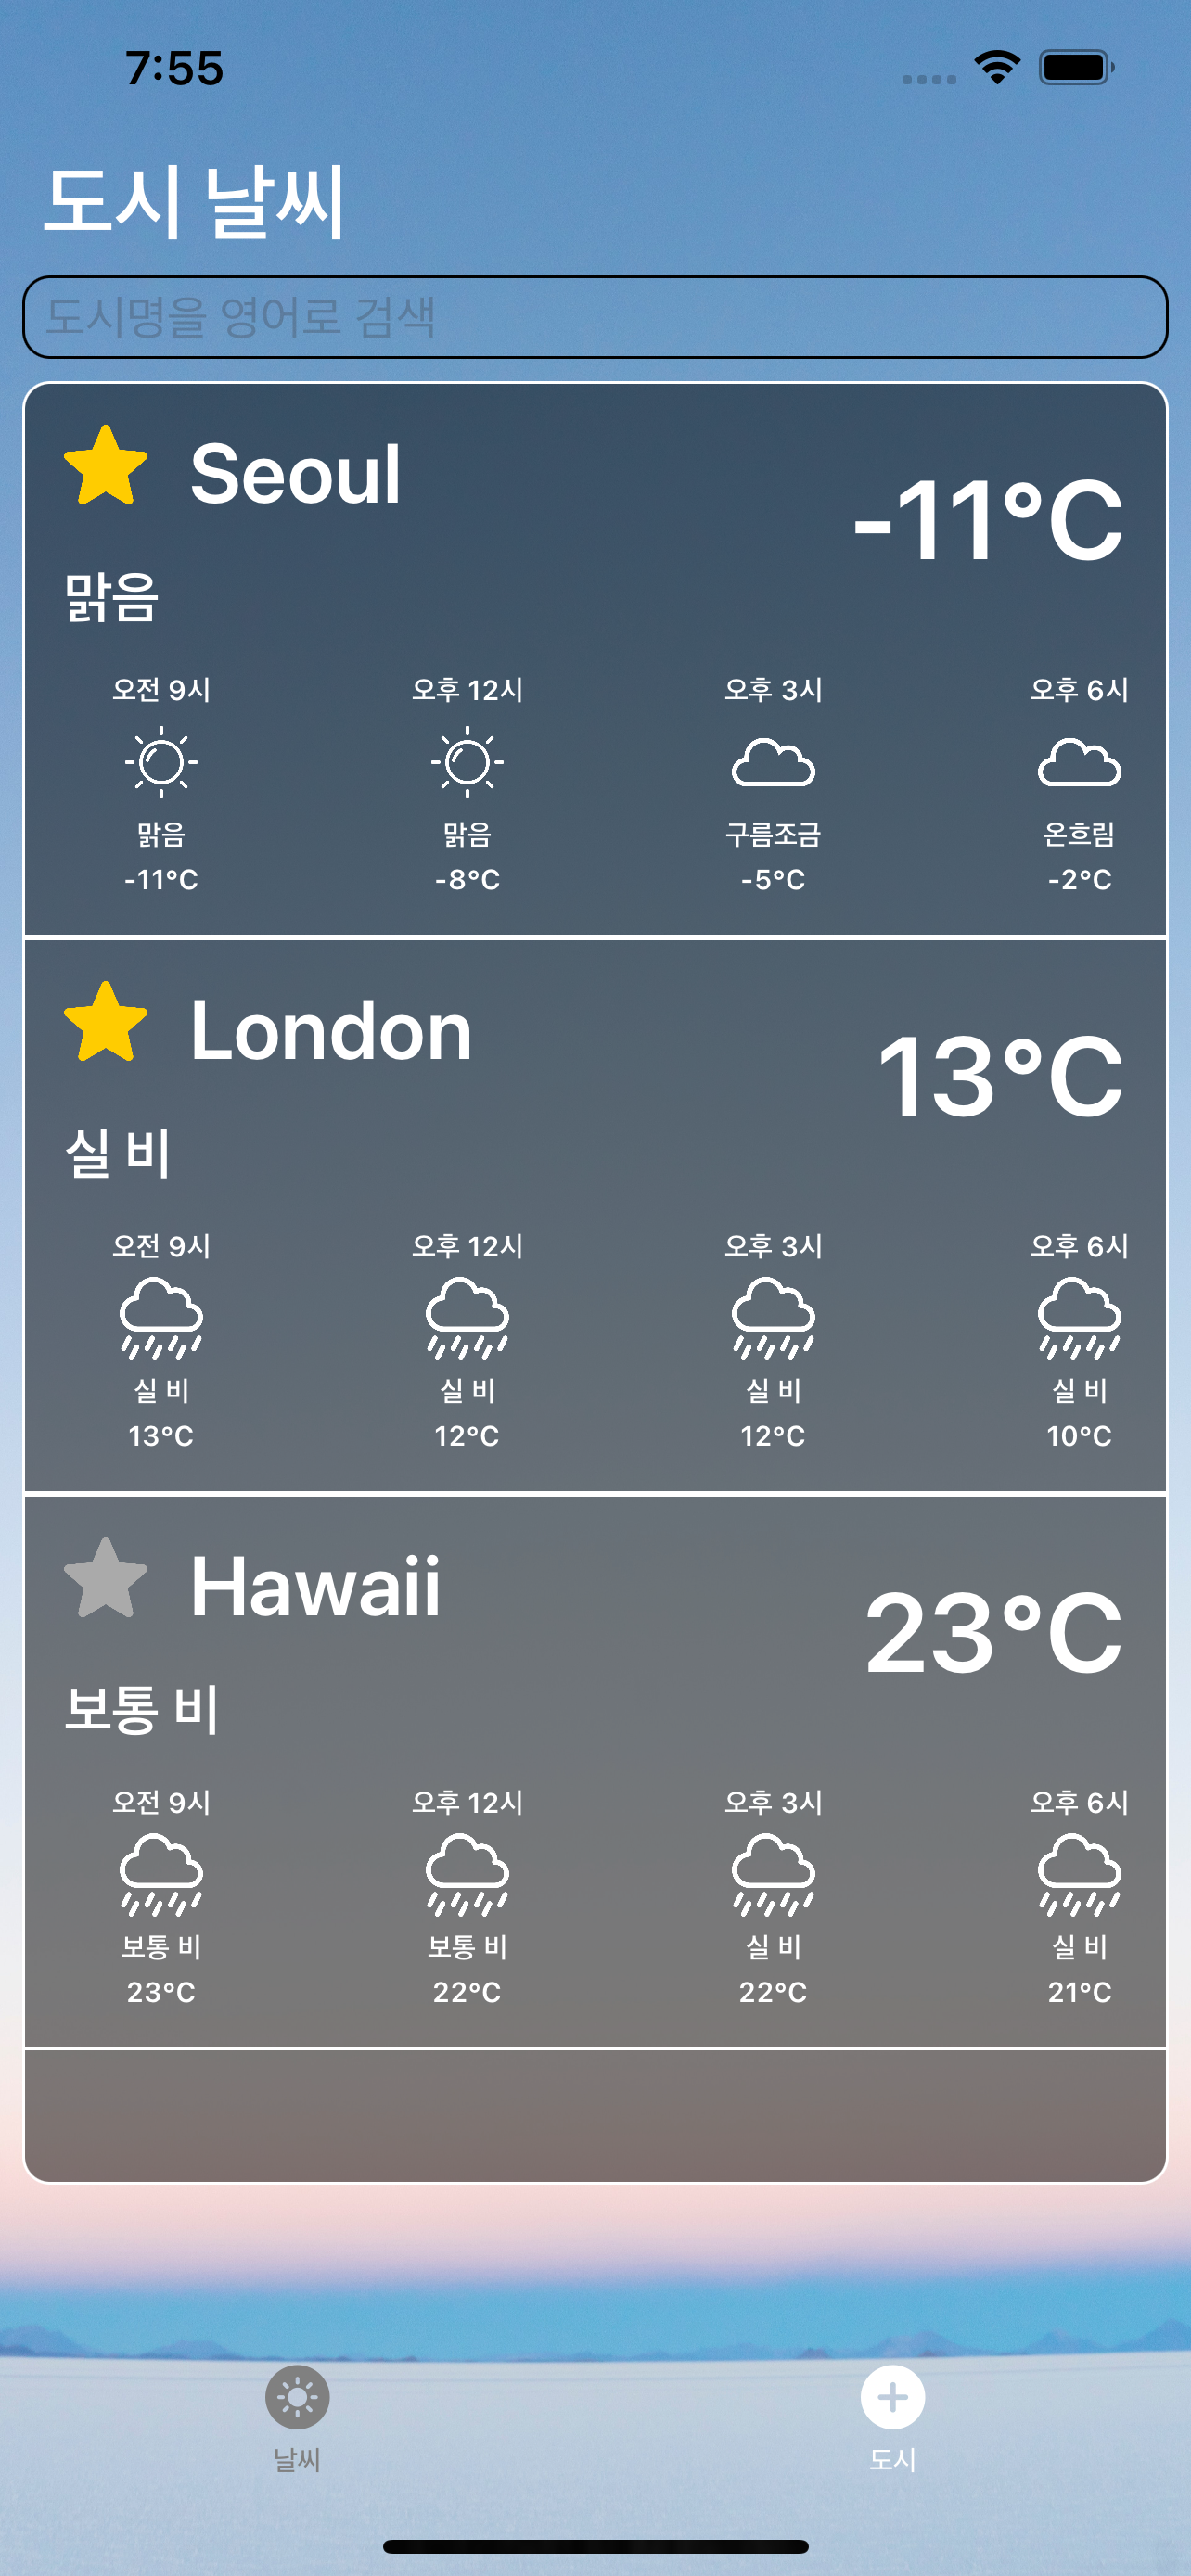 7:55
도시 날씨
도시명을 영어로 검색
Seoul
-11°C
맑음
오전 9시 오후 12시 오후 3시 오후 6시
맑음 맑음 구름조금 온흐림
-11°C -8°C -5°C -2°C
London
13°C
실 비
오전 9시 오후 12시 오후 3시 오후 6시
실 비 실 비 실 비 실 비
13°C 12°C 12°C 10°C
Hawaii
23°C
보통 비
오전 9시 오후 12시 오후 3시 오후 6시
보통 비 보통 비 실 비 실 비
23°C 22°C 22°C 21°C
날씨 도시